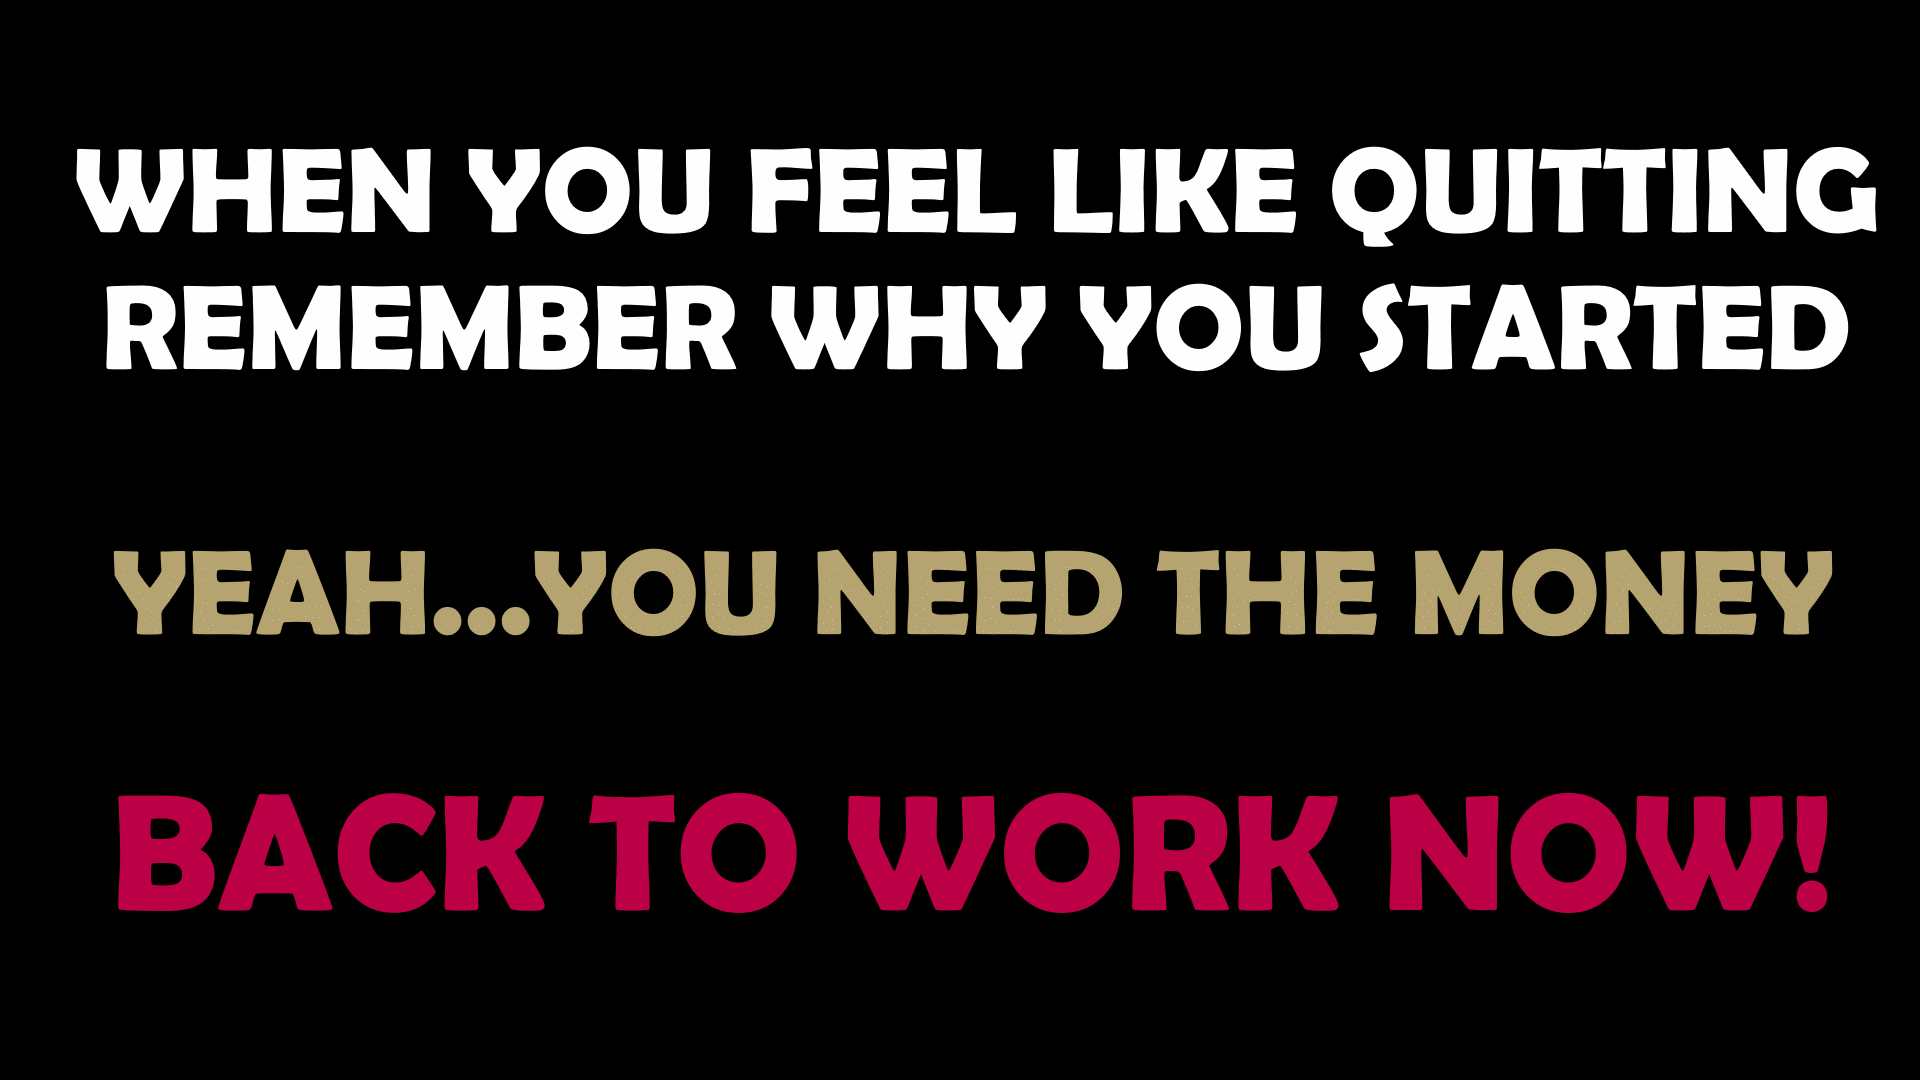 WHEN YOU FEEL LIKE QUITTING
REMEMBER WHY YOU STARTED
YEAH...YOU NEED THE MONEY
BACK TO WORK NOW!